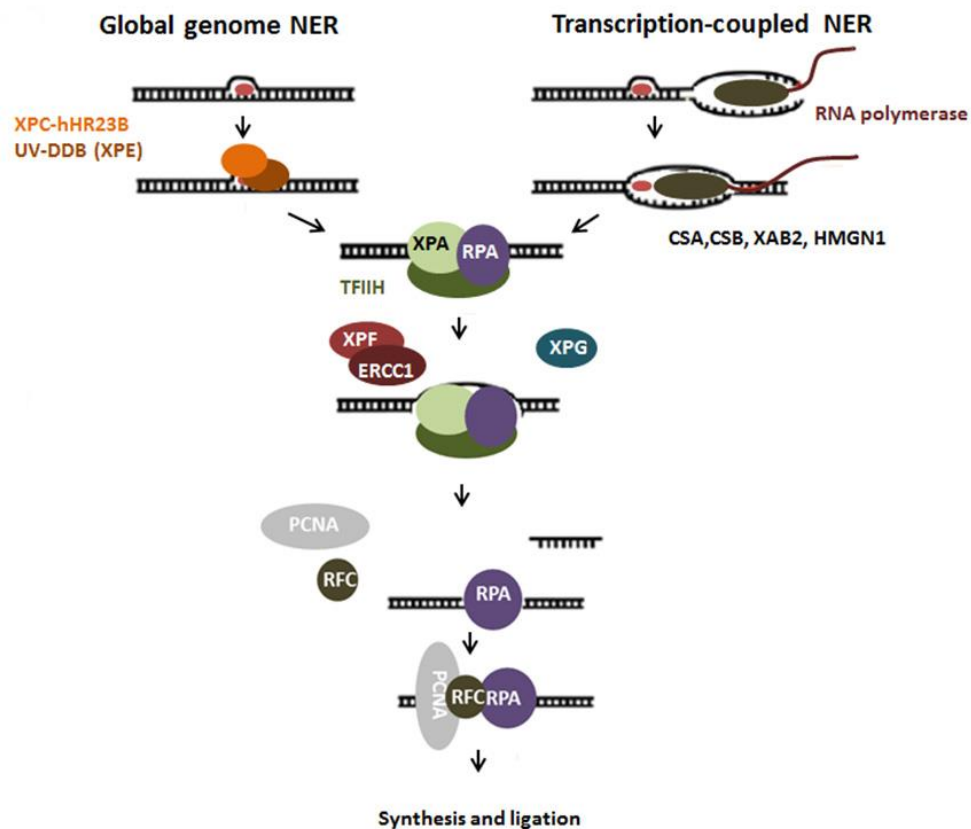 Global genome NER
Transcription-coupled NER
XPC-hHR23B
UV-DDB (XPE)
RNA polymerase
CSA,CSB, XAB2, HMGN1
XPA
RPA
TFIIH
XPF
ERCC1
XPG
PCNA
RFC
RPA
PCNA
RFC
RPA
Synthesis and ligation